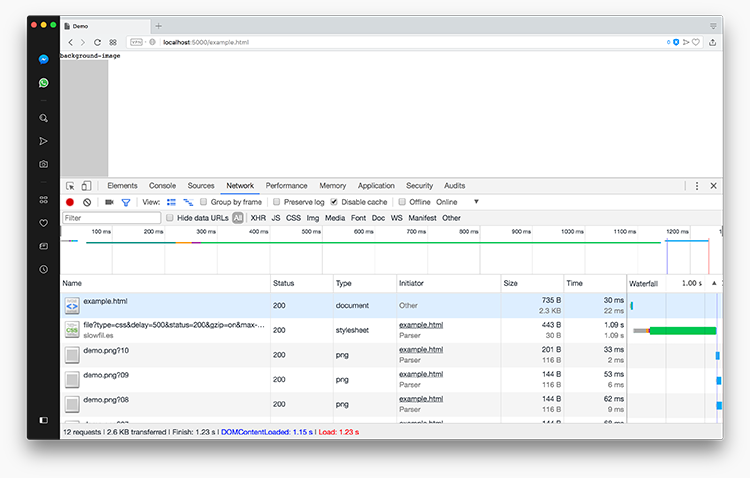 Demo
VPN
localhost:5000/example.html
0
background-image
Elements Console Sources Network Performance Memory Application Security Audits
View: Group by frame Preserve log Disable cache Offline Online
Filter Hide data URLs All XHR JS CSS Img Media Font Doc WS Manifest Other
100 ms 200 ms 300 ms 400 ms 500 ms 600 ms 700 ms 800 ms 900 ms 1000 ms 1100 ms 1200 ms
Name Status Type Initiator Size Time Waterfall 1.00 s
example.html 200 document Other 735 B 30 ms
2.3 KB 22 ms
file?type=css&delay=500&status=200&gzip=on&max-… 200 stylesheet example.html 443 B 1.09 s
slowfil.es Parser 30 B 1.09 s
demo.png?10 200 png example.html 201 B 33 ms
Parser 116 B 2 ms
demo.png?09 200 png example.html 144 B 53 ms
Parser 116 B 6 ms
demo.png?08 200 png example.html 144 B 62 ms
Parser 116 B 9 ms
12 requests | 2.6 KB transferred | Finish: 1.23 s | DOMContentLoaded: 1.15 s | Load: 1.23 s